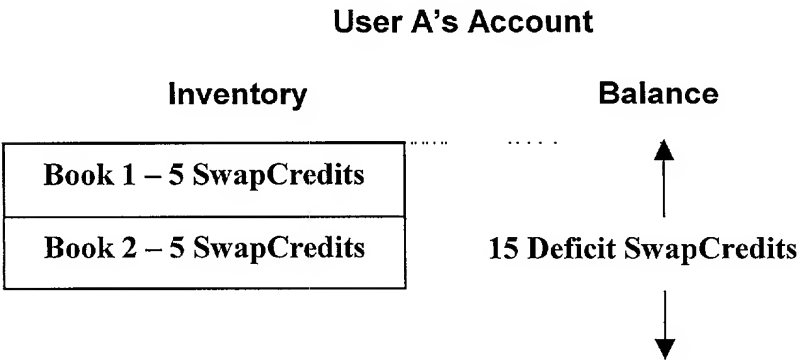 User A's Account
Inventory
Balance
Book 1 – 5 SwapCredits
Book 2 – 5 SwapCredits
15 Deficit SwapCredits